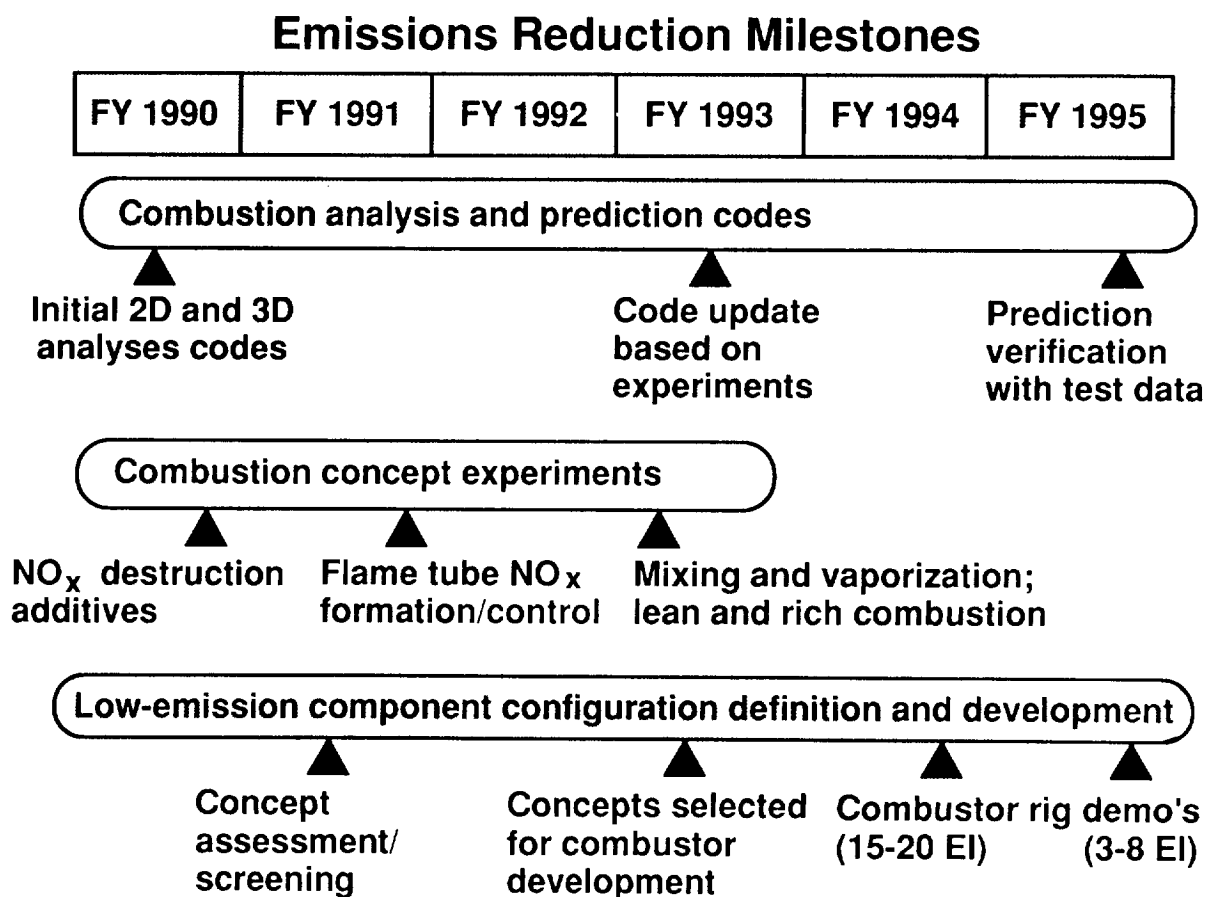 Emissions Reduction Milestones
FY 1990 FY 1991 FY 1992 FY 1993 FY 1994 FY 1995
Combustion analysis and prediction codes
Initial 2D and 3D
analyses codes
Code update
based on
experiments
Prediction
verification
with test data
Combustion concept experiments
NOx destruction
additives
Flame tube NOx
formation/control
Mixing and vaporization;
lean and rich combustion
Low-emission component configuration definition and development
Concept
assessment/
screening
Concepts selected
for combustor
development
Combustor rig demo's
(15-20 EI) (3-8 EI)